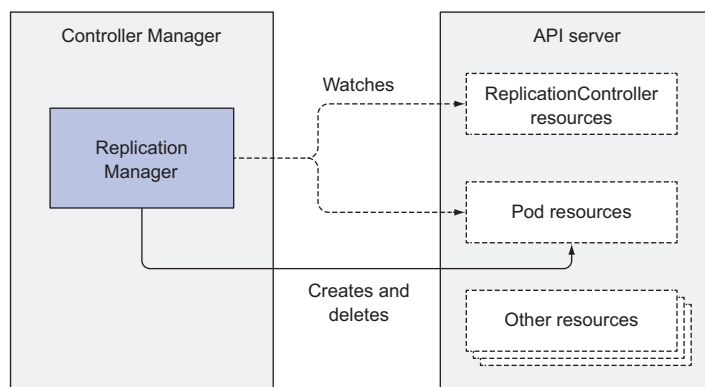 Controller Manager
API server
Watches
ReplicationController
resources
Replication
Manager
Pod resources
Creates and
deletes
Other resources